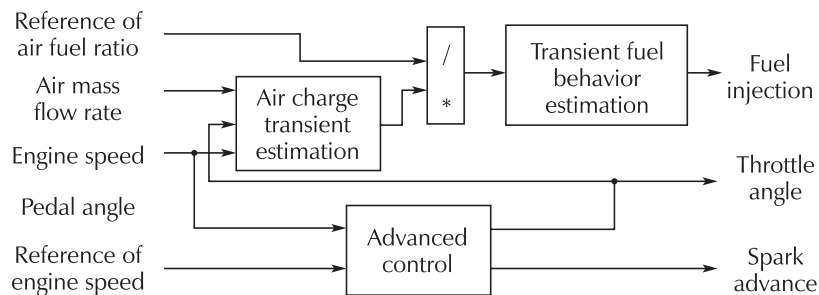 Reference of
air fuel ratio
Air mass
flow rate
Engine speed
Pedal angle
Reference of
engine speed
Air charge
transient
estimation
/
*
Transient fuel
behavior
estimation
Advanced
control
Fuel
injection
Throttle
angle
Spark
advance